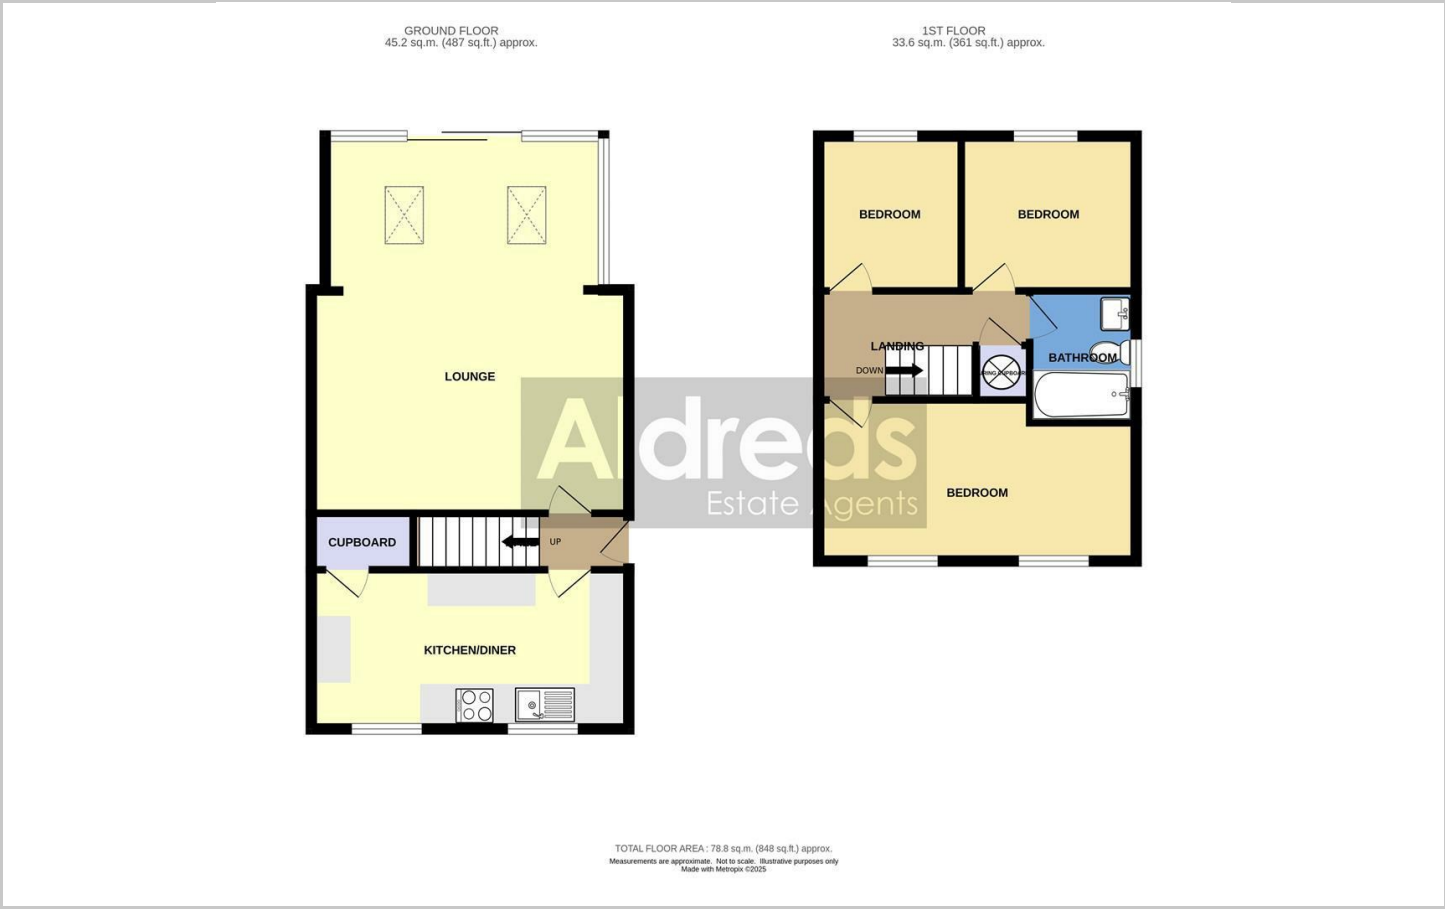 GROUND FLOOR
45.2 sq.m. (487 sq.ft.) approx.
1ST FLOOR
33.6 sq.m. (361 sq.ft.) approx.
BEDROOM
BEDROOM
LANDING
DOWN
BATHROOM
LOUNGE
Aldreds
Estate Agents
BEDROOM
CUPBOARD
UP
KITCHEN/DINER
TOTAL FLOOR AREA : 78.8 sq.m. (848 sq.ft.) approx.
Measurements are approximate. Not to scale. Illustrative purposes only
Made with Metropix ©2025